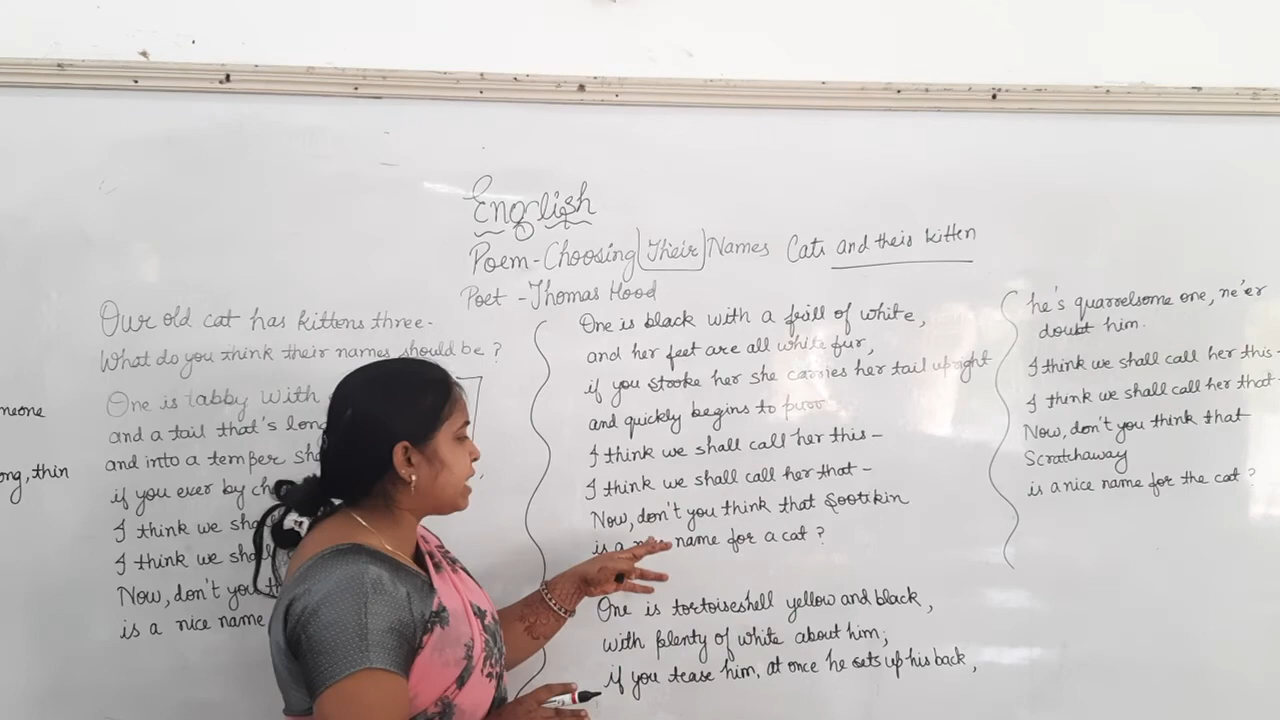 English
Poem-Choosing (Their) Names Cats and their kitten
Poet -Thomas Hood
meone
ong, thin
Our old cat has kittens three-
What do you think their names should be?
One is tabby with
and a tail that's long
and into a temper she
if you ever by ch
I think we shal
I think we shal
Now, don't you th
is a nice name
One is black with a frill of white,
and her feet are all white fur,
if you stroke her she carries her tail upright
and quickly begins to purr
I think we shall call her this-
I think we shall call her that-
Now, don't you think that Sootikin
is a name for a cat?
One is tortoiseshell yellow and black,
with plenty of white about him;
if you tease him, at once he sets up his back,
he's quarrelsome one, ne'er
doubt him.
I think we shall call her this-
I think we shall call her that-
Now, don't you think that
Scratchaway
is a nice name for the cat?